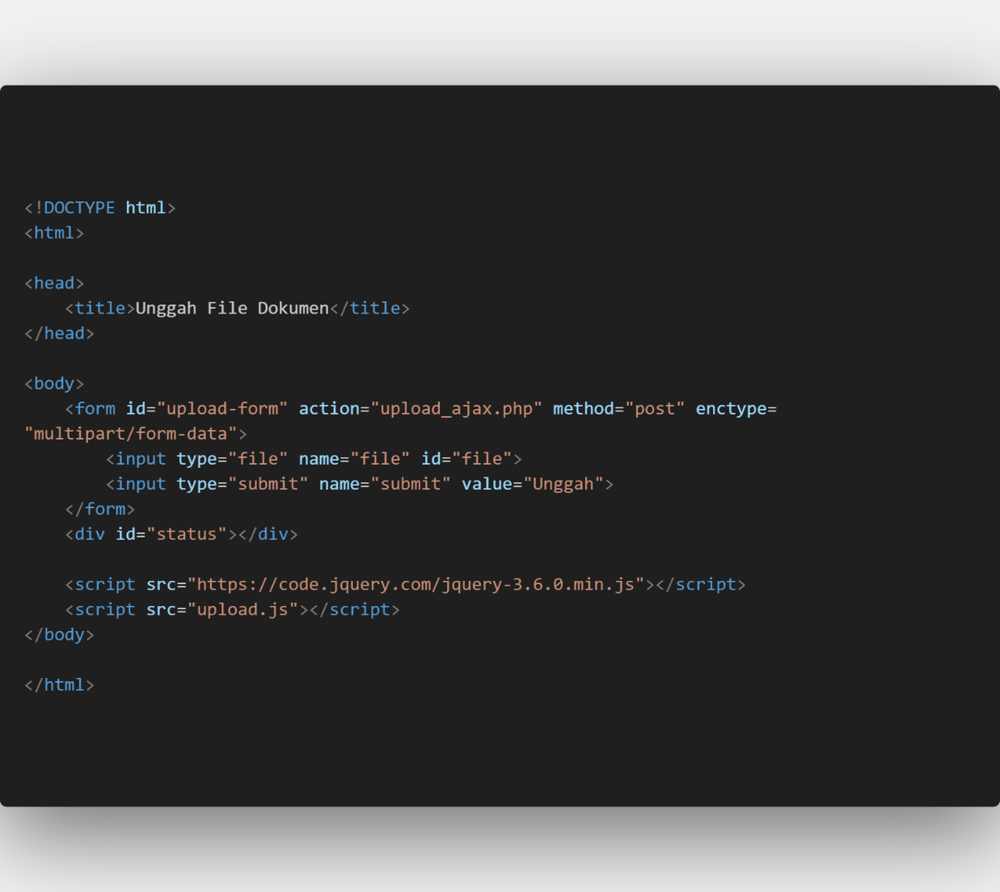 <!DOCTYPE html>
<html>

<head>
    <title>Unggah File Dokumen</title>
</head>

<body>
    <form id="upload-form" action="upload_ajax.php" method="post" enctype=
"multipart/form-data">
        <input type="file" name="file" id="file">
        <input type="submit" name="submit" value="Unggah">
    </form>
    <div id="status"></div>

    <script src="https://code.jquery.com/jquery-3.6.0.min.js"></script>
    <script src="upload.js"></script>
</body>

</html>